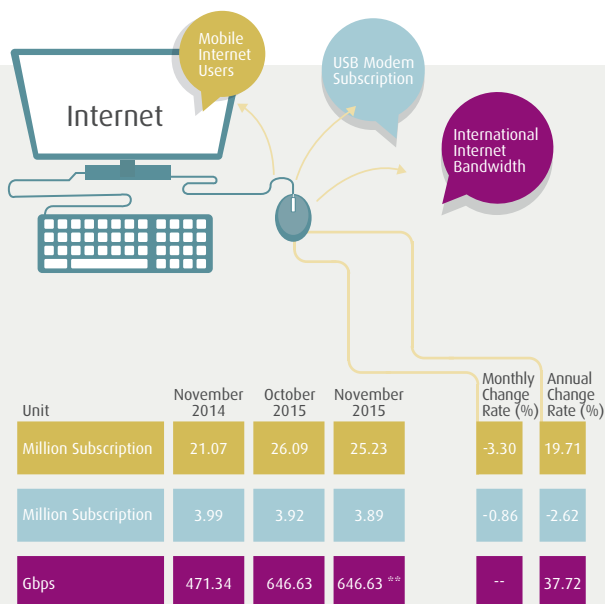 Mobile
Internet
Users
USB Modem
Subscription
Internet
International
Internet
Bandwidth
Unit
November
2014
October
2015
November
2015
Monthly
Change
Rate (%)
Annual
Change
Rate (%)
Million Subscription 21.07 26.09 25.23 -3.30 19.71
Million Subscription 3.99 3.92 3.89 -0.86 -2.62
Gbps 471.34 646.63 646.63 ** -- 37.72